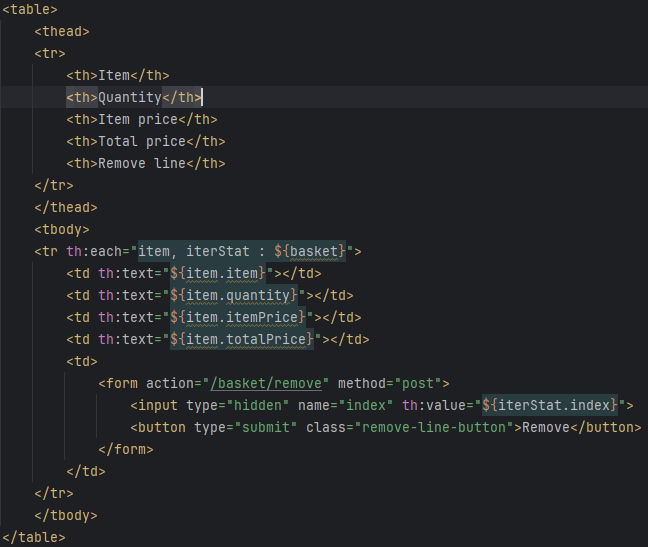 <table>
    <thead>
    <tr>
        <th>Item</th>
        <th>Quantity</th>
        <th>Item price</th>
        <th>Total price</th>
        <th>Remove line</th>
    </tr>
    </thead>
    <tbody>
    <tr th:each="item, iterStat : ${basket}">
        <td th:text="${item.item}"></td>
        <td th:text="${item.quantity}"></td>
        <td th:text="${item.itemPrice}"></td>
        <td th:text="${item.totalPrice}"></td>
        <td>
            <form action="/basket/remove" method="post">
                <input type="hidden" name="index" th:value="${iterStat.index}">
                <button type="submit" class="remove-line-button">Remove</button>
            </form>
        </td>
    </tr>
    </tbody>
</table>